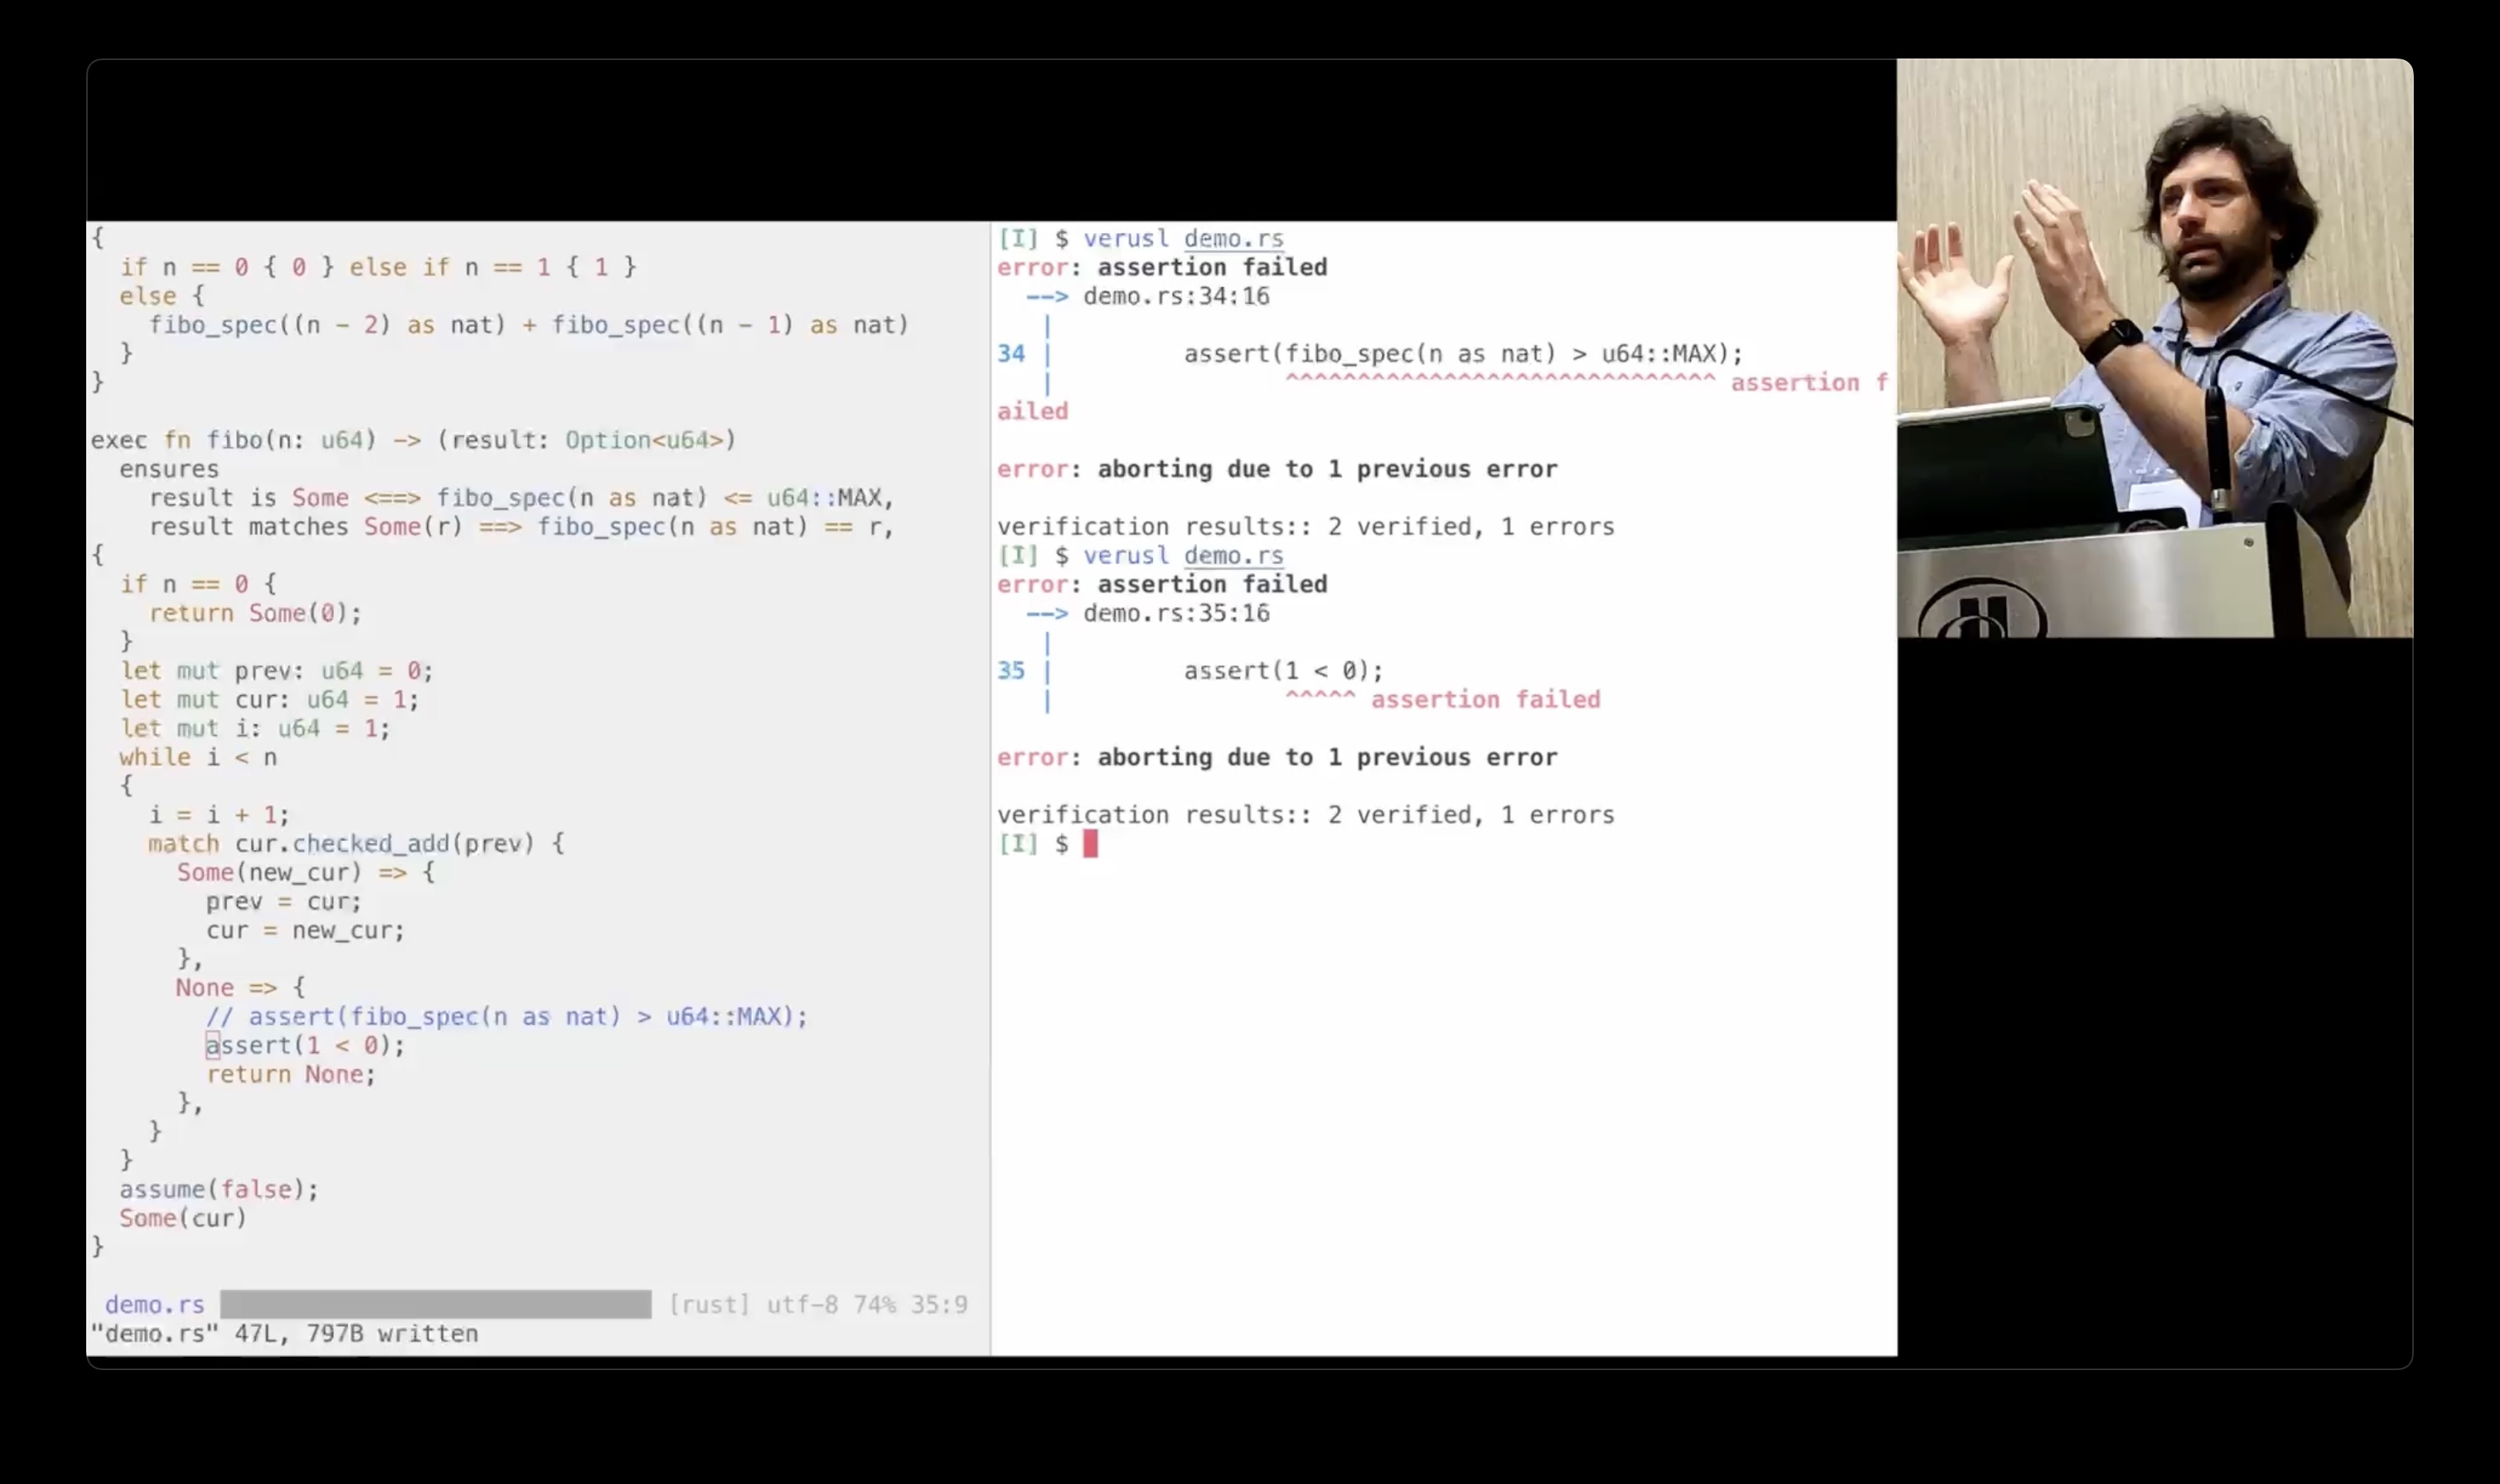 {
  if n == 0 { 0 } else if n == 1 { 1 }
  else {
    fibo_spec((n - 2) as nat) + fibo_spec((n - 1) as nat)
  }
}
exec fn fibo(n: u64) -> (result: Option<u64>)
  ensures
    result is Some <==> fibo_spec(n as nat) <= u64::MAX,
    result matches Some(r) ==> fibo_spec(n as nat) == r,
{
  if n == 0 {
    return Some(0);
  }
  let mut prev: u64 = 0;
  let mut cur: u64 = 1;
  let mut i: u64 = 1;
  while i < n
  {
    i = i + 1;
    match cur.checked_add(prev) {
      Some(new_cur) => {
        prev = cur;
        cur = new_cur;
      },
      None => {
        // assert(fibo_spec(n as nat) > u64::MAX);
        assert(1 < 0);
        return None;
      },
    }
  }
  assume(false);
  Some(cur)
}
demo.rs [rust] utf-8 74% 35:9
"demo.rs" 47L, 797B written
[I] $ verusl demo.rs
error: assertion failed
  --> demo.rs:34:16
   |
34 |         assert(fibo_spec(n as nat) > u64::MAX);
   |                ^^^^^^^^^^^^^^^^^^^^^^^^^^^^^^ assertion f
ailed
error: aborting due to 1 previous error
verification results:: 2 verified, 1 errors
[I] $ verusl demo.rs
error: assertion failed
  --> demo.rs:35:16
   |
35 |         assert(1 < 0);
   |                ^^^^^ assertion failed
error: aborting due to 1 previous error
verification results:: 2 verified, 1 errors
[I] $